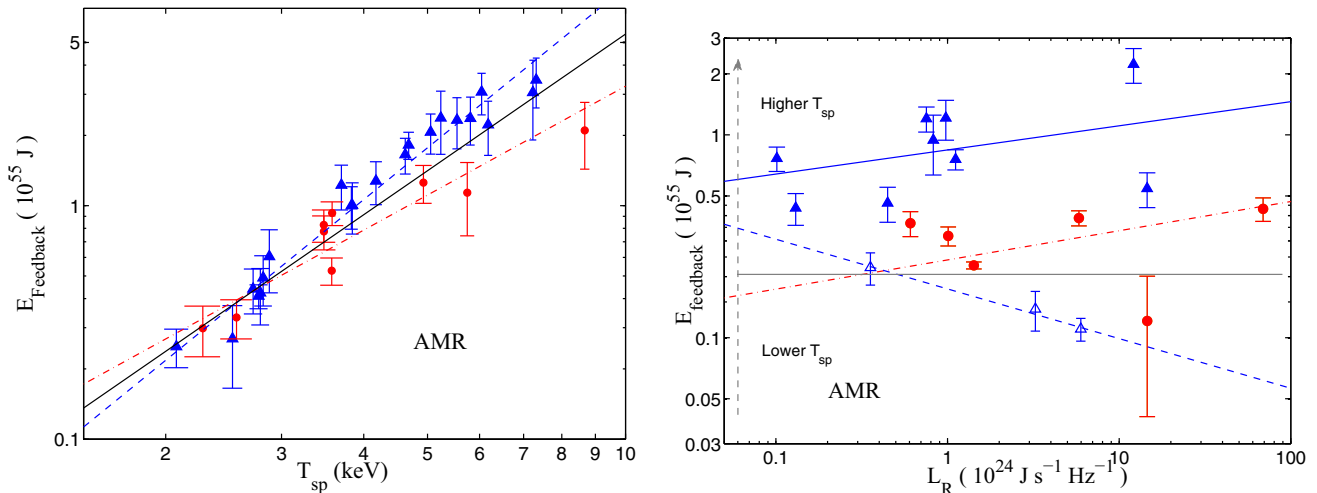 5
1
0.1
E_Feedback ( 10^55 J )
AMR
2 3 4 5 6 7 8 9 10
T_sp (keV)
3
2
1
0.5
0.1
0.05
0.03
E_feedback ( 10^55 J )
Higher T_sp
Lower T_sp
AMR
0.1 1 10 100
L_R ( 10^24 J s^-1 Hz^-1 )